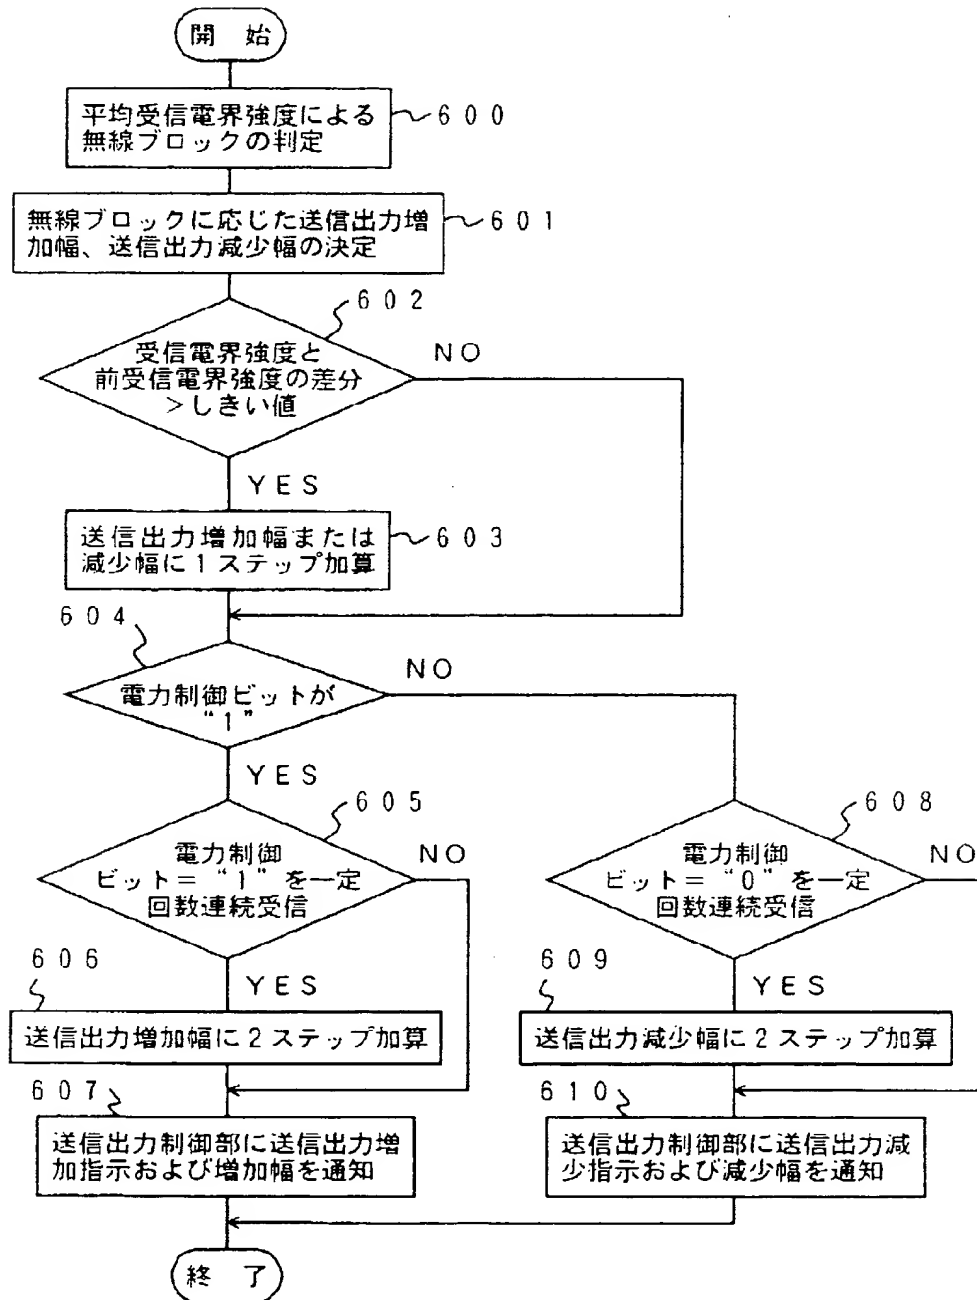 開 始
平均受信電界強度による
無線ブロックの判定
600
無線ブロックに応じた送信出力増
加幅、送信出力減少幅の決定
601
602
受信電界強度と
前受信電界強度の差分
>しきい値
NO
YES
送信出力増加幅または
減少幅に1ステップ加算
603
604
電力制御ビットが
“1”
NO
YES
605
電力制御
ビット=“1”を一定
回数連続受信
NO
YES
606
送信出力増加幅に2ステップ加算
607
送信出力制御部に送信出力増
加指示および増加幅を通知
608
電力制御
ビット=“0”を一定
回数連続受信
NO
YES
609
送信出力減少幅に2ステップ加算
610
送信出力制御部に送信出力減
少指示および減少幅を通知
終 了